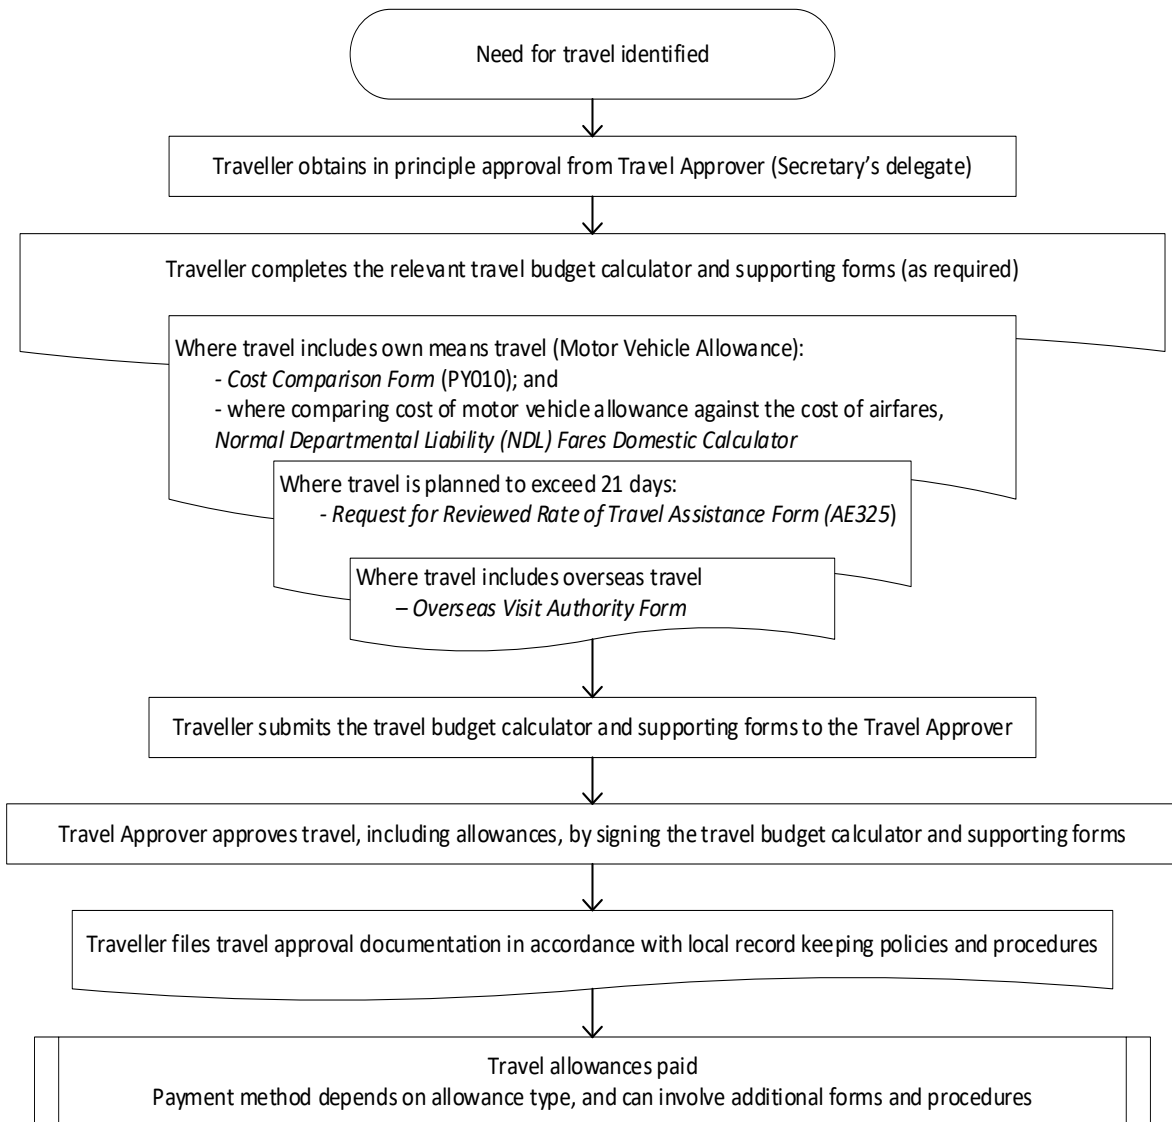 Need for travel identified
Traveller obtains in principle approval from Travel Approver (Secretary’s delegate)
Traveller completes the relevant travel budget calculator and supporting forms (as required)
Where travel includes own means travel (Motor Vehicle Allowance):
- Cost Comparison Form (PY010); and
- where comparing cost of motor vehicle allowance against the cost of airfares,
Normal Departmental Liability (NDL) Fares Domestic Calculator
Where travel is planned to exceed 21 days:
- Request for Reviewed Rate of Travel Assistance Form (AE325)
Where travel includes overseas travel
– Overseas Visit Authority Form
Traveller submits the travel budget calculator and supporting forms to the Travel Approver
Travel Approver approves travel, including allowances, by signing the travel budget calculator and supporting forms
Traveller files travel approval documentation in accordance with local record keeping policies and procedures
Travel allowances paid
Payment method depends on allowance type, and can involve additional forms and procedures